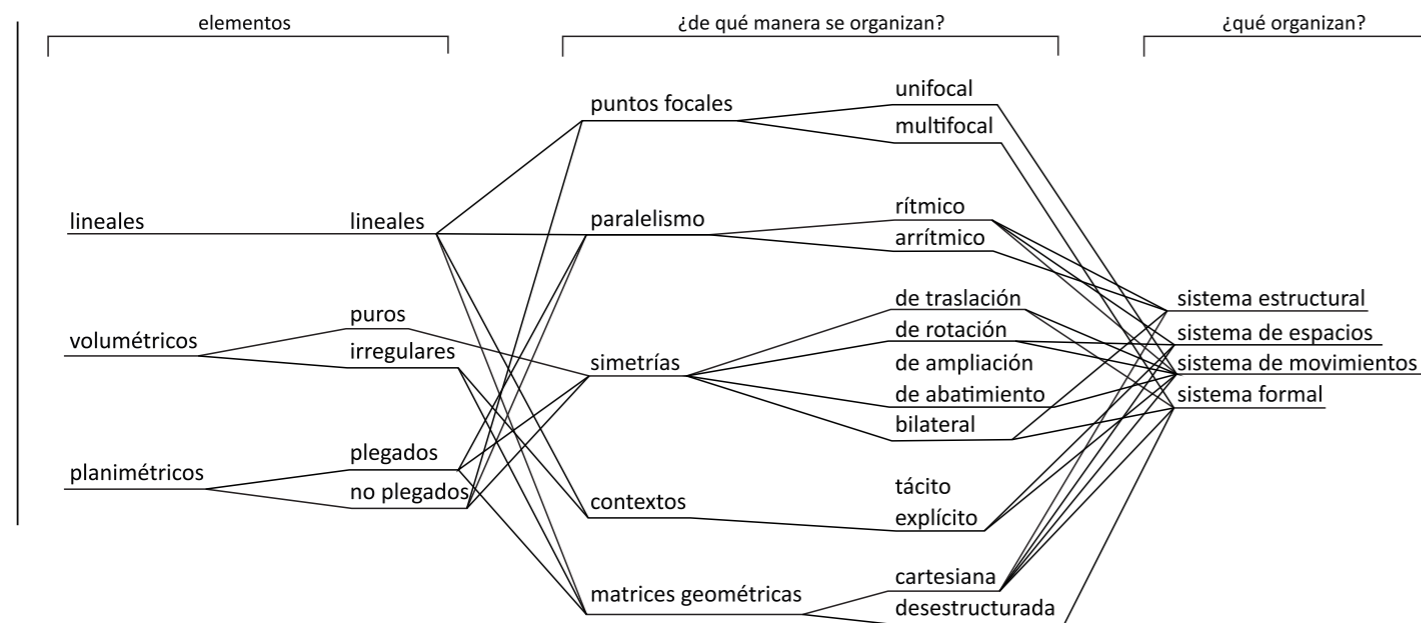 elementos
¿de qué manera se organizan?
¿qué organizan?
lineales
volumétricos
planimétricos
lineales
puros
irregulares
plegados
no plegados
puntos focales
paralelismo
simetrías
contextos
matrices geométricas
unifocal
multifocal
rítmico
arrítmico
de traslación
de rotación
de ampliación
de abatimiento
bilateral
tácito
explícito
cartesiana
desestructurada
sistema estructural
sistema de espacios
sistema de movimientos
sistema formal